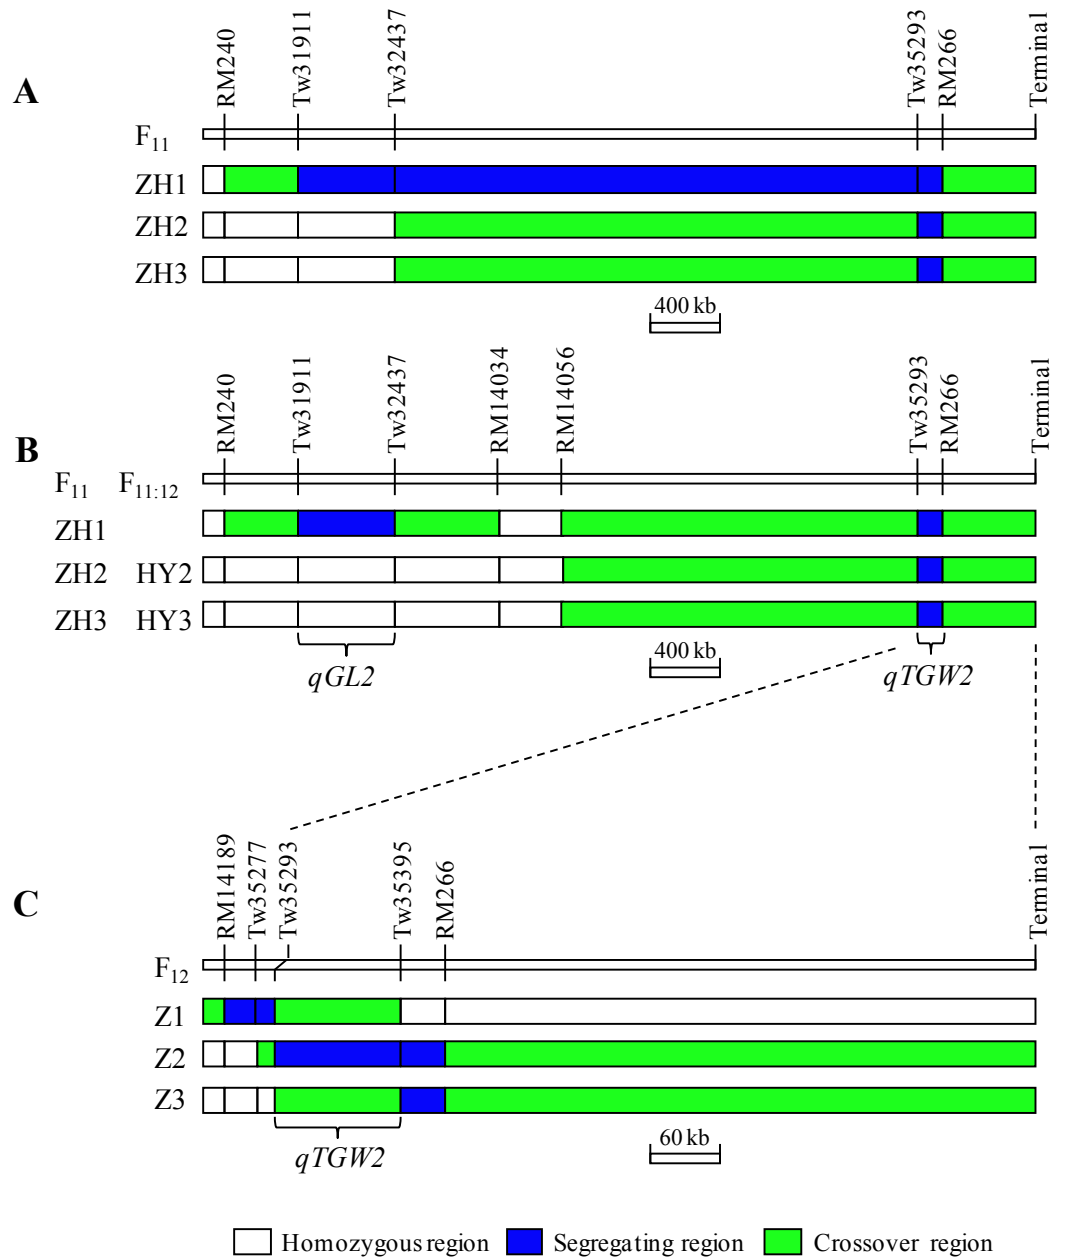 A
RM240 Tw31911 Tw32437 Tw35293 RM266 Terminal
F11
ZH1
ZH2
ZH3
400 kb
B
RM240 Tw31911 Tw32437 RM14034 RM14056 Tw35293 RM266 Terminal
F11 F11:12
ZH1
ZH2 HY2
ZH3 HY3
400 kb
qGL2 qTGW2
C
RM14189 Tw35277 Tw35293 Tw35395 RM266 Terminal
F12
Z1
Z2
Z3
60 kb
qTGW2
Homozygous region Segregating region Crossover region